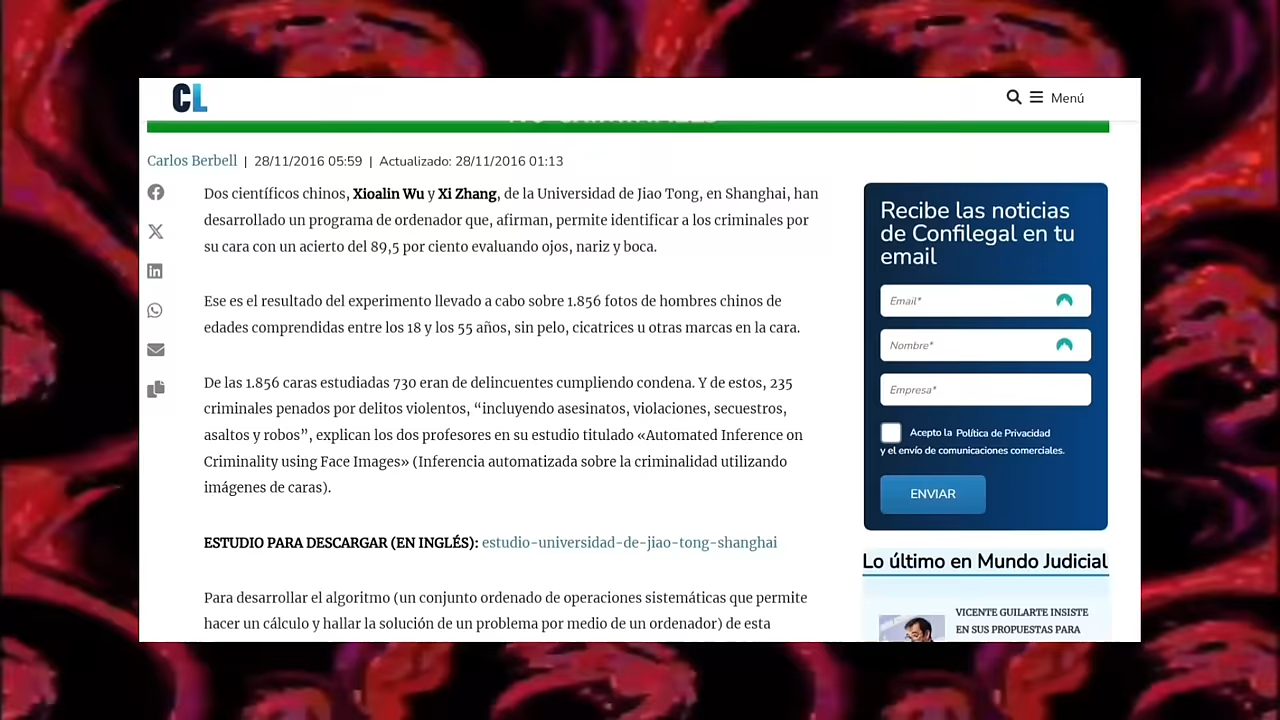 CL
Menú
Carlos Berbell | 28/11/2016 05:59 | Actualizado: 28/11/2016 01:13
Dos científicos chinos, Xioalin Wu y Xi Zhang, de la Universidad de Jiao Tong, en Shanghai, han
desarrollado un programa de ordenador que, afirman, permite identificar a los criminales por
su cara con un acierto del 89,5 por ciento evaluando ojos, nariz y boca.
Ese es el resultado del experimento llevado a cabo sobre 1.856 fotos de hombres chinos de
edades comprendidas entre los 18 y los 55 años, sin pelo, cicatrices u otras marcas en la cara.
De las 1.856 caras estudiadas 730 eran de delincuentes cumpliendo condena. Y de estos, 235
criminales penados por delitos violentos, “incluyendo asesinatos, violaciones, secuestros,
asaltos y robos”, explican los dos profesores en su estudio titulado «Automated Inference on
Criminality using Face Images» (Inferencia automatizada sobre la criminalidad utilizando
imágenes de caras).
ESTUDIO PARA DESCARGAR (EN INGLÉS): estudio-universidad-de-jiao-tong-shanghai
Para desarrollar el algoritmo (un conjunto ordenado de operaciones sistemáticas que permite
hacer un cálculo y hallar la solución de un problema por medio de un ordenador) de esta
Recibe las noticias
de Confilegal en tu
email
Email*
Nombre*
Empresa*
Acepto la Política de Privacidad
y el envío de comunicaciones comerciales.
ENVIAR
Lo último en Mundo Judicial
VICENTE GUILARTE INSISTE
EN SUS PROPUESTAS PARA